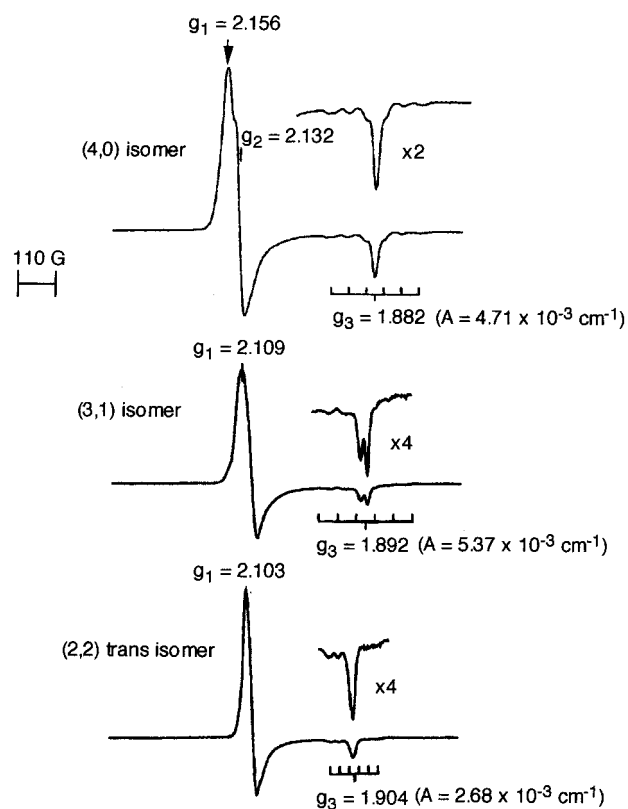 g₁ = 2.156
g₂ = 2.132
(4,0) isomer
x2
110 G
g₃ = 1.882 (A = 4.71 x 10⁻³ cm⁻¹)
g₁ = 2.109
(3,1) isomer
x4
g₃ = 1.892 (A = 5.37 x 10⁻³ cm⁻¹)
g₁ = 2.103
(2,2) trans isomer
x4
g₃ = 1.904 (A = 2.68 x 10⁻³ cm⁻¹)